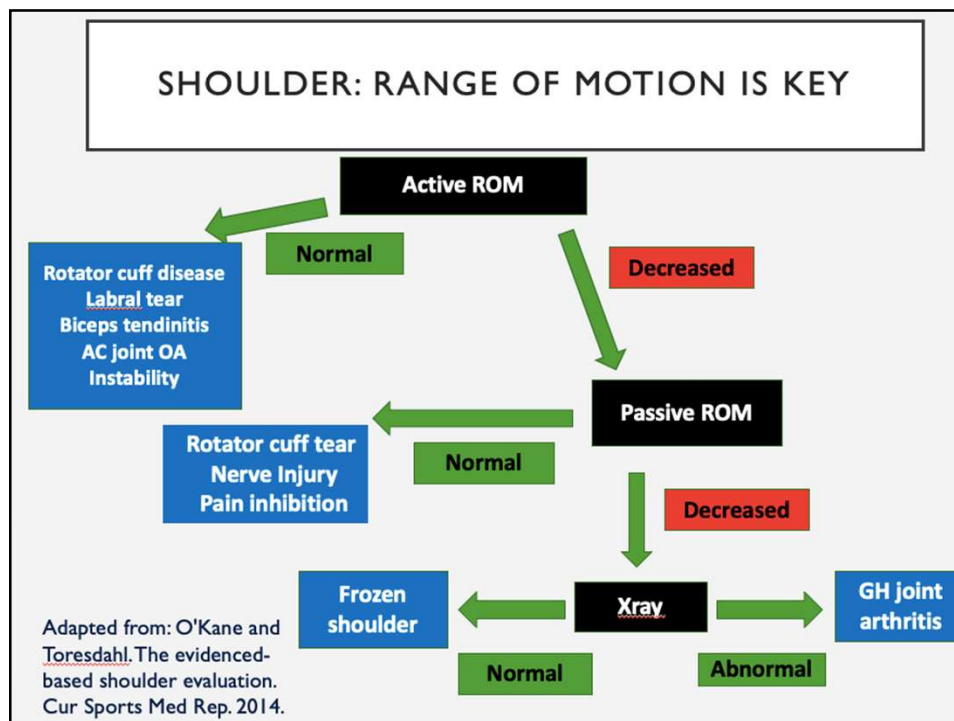 SHOULDER: RANGE OF MOTION IS KEY
Active ROM
Normal
Decreased
Rotator cuff disease
Labral tear
Biceps tendinitis
AC joint OA
Instability
Passive ROM
Normal
Rotator cuff tear
Nerve Injury
Pain inhibition
Decreased
Xray
Frozen
shoulder
GH joint
arthritis
Normal
Abnormal
Adapted from: O'Kane and
Toresdahl. The evidenced-
based shoulder evaluation.
Cur Sports Med Rep. 2014.